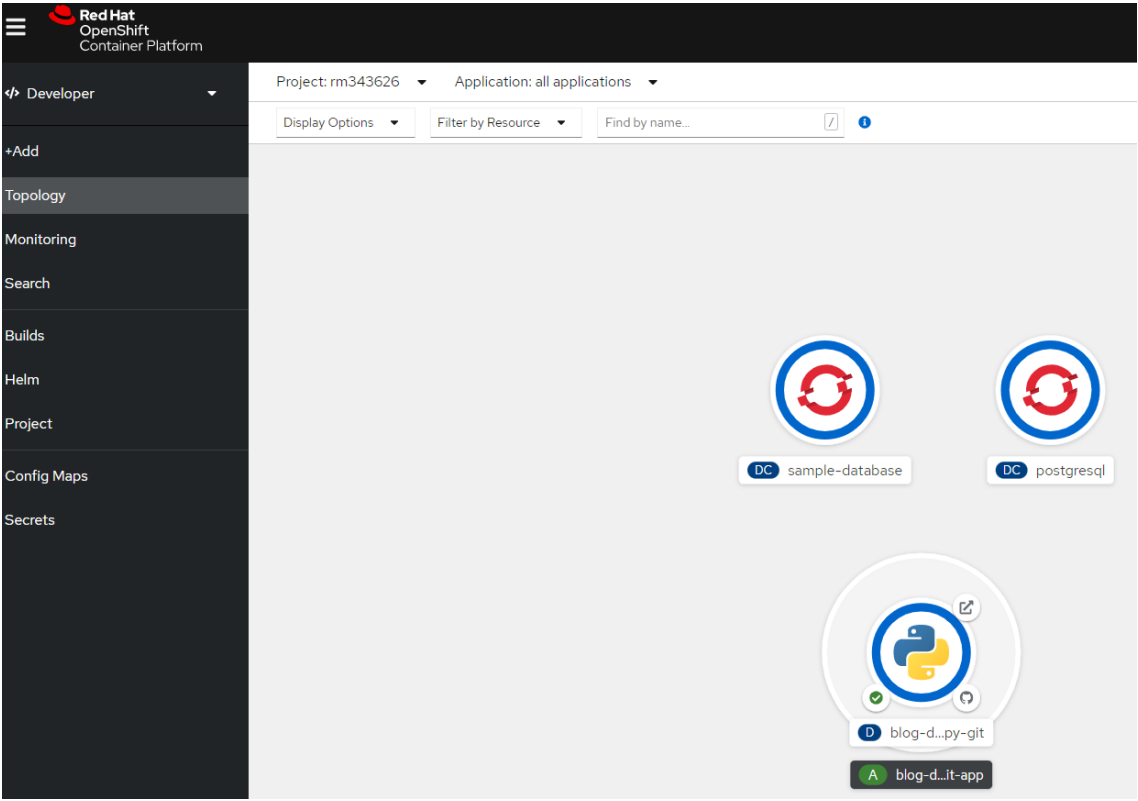 Red Hat
OpenShift
Container Platform
Developer
+Add
Topology
Monitoring
Search
Builds
Helm
Project
Config Maps
Secrets
Project: rm343626 Application: all applications
Display Options Filter by Resource Find by name... /
DC sample-database
DC postgresql
D blog-d...py-git
A blog-d...it-app